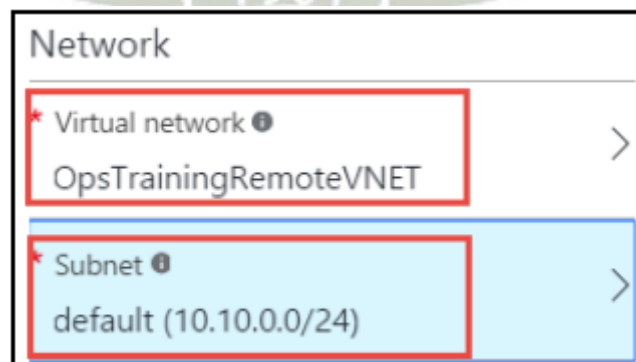 Network
* Virtual network
OpsTrainingRemoteVNET
* Subnet
default (10.10.0.0/24)